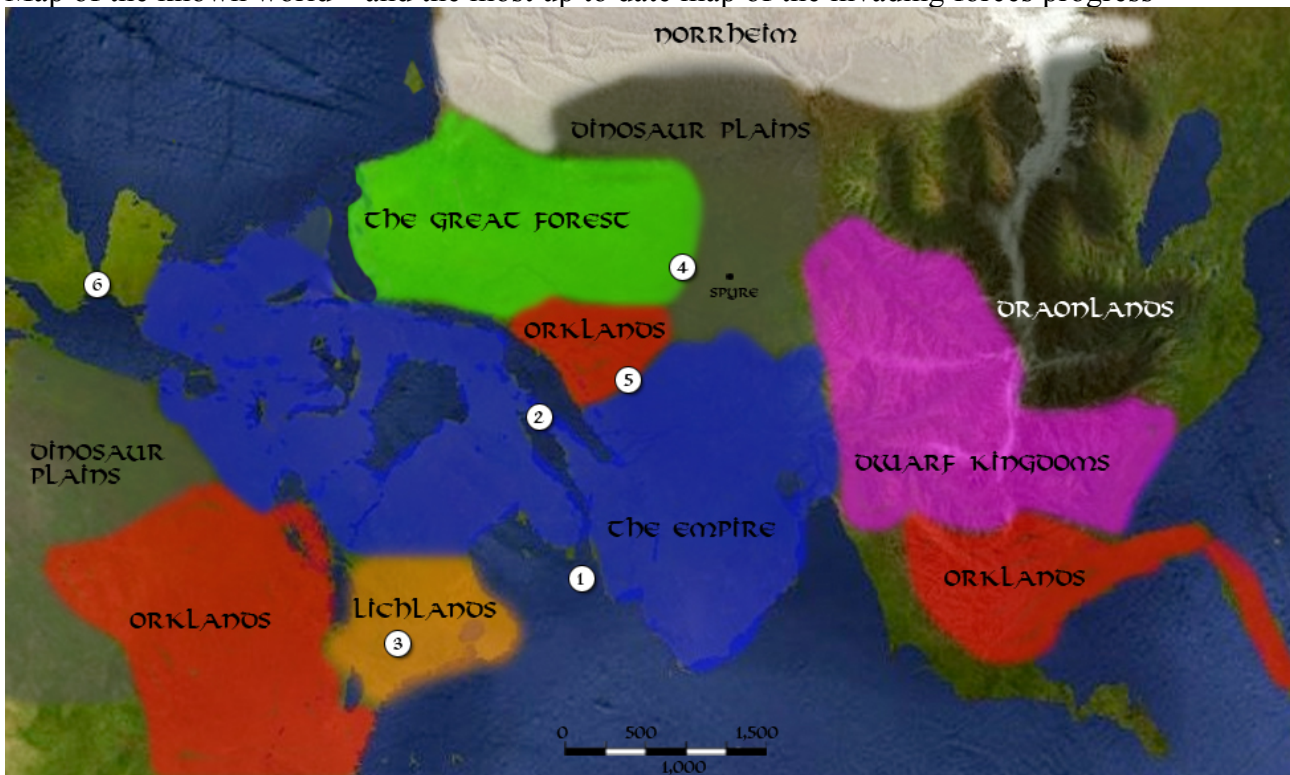 Map of the known world – and the most up to date map of the invading forces progress
NORRHEIM
DINOSAUR PLAINS
THE GREAT FOREST
6
4
SPYRE
ORKLANDS
DRAONLANDS
5
2
DINOSAUR
PLAINS
DWARF KINGDOMS
THE EMPIRE
1
ORKLANDS
LICHLANDS
ORKLANDS
3
0 500 1,500
1,000